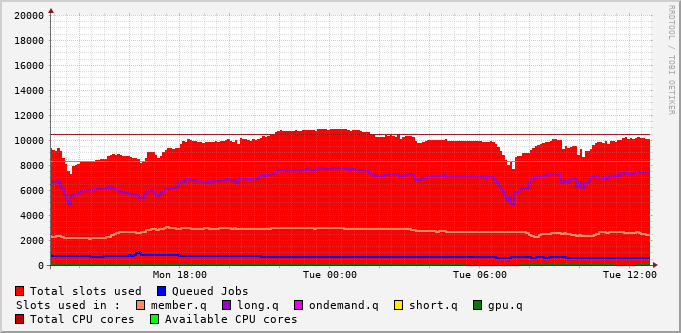 RRDTOOL / TOBI OETIKER
20000
18000
16000
14000
12000
10000
8000
6000
4000
2000
0
Mon 18:00 Tue 00:00 Tue 06:00 Tue 12:00
Total slots used Queued Jobs
Slots used in : member.q long.q ondemand.q short.q gpu.q
Total CPU cores Available CPU cores